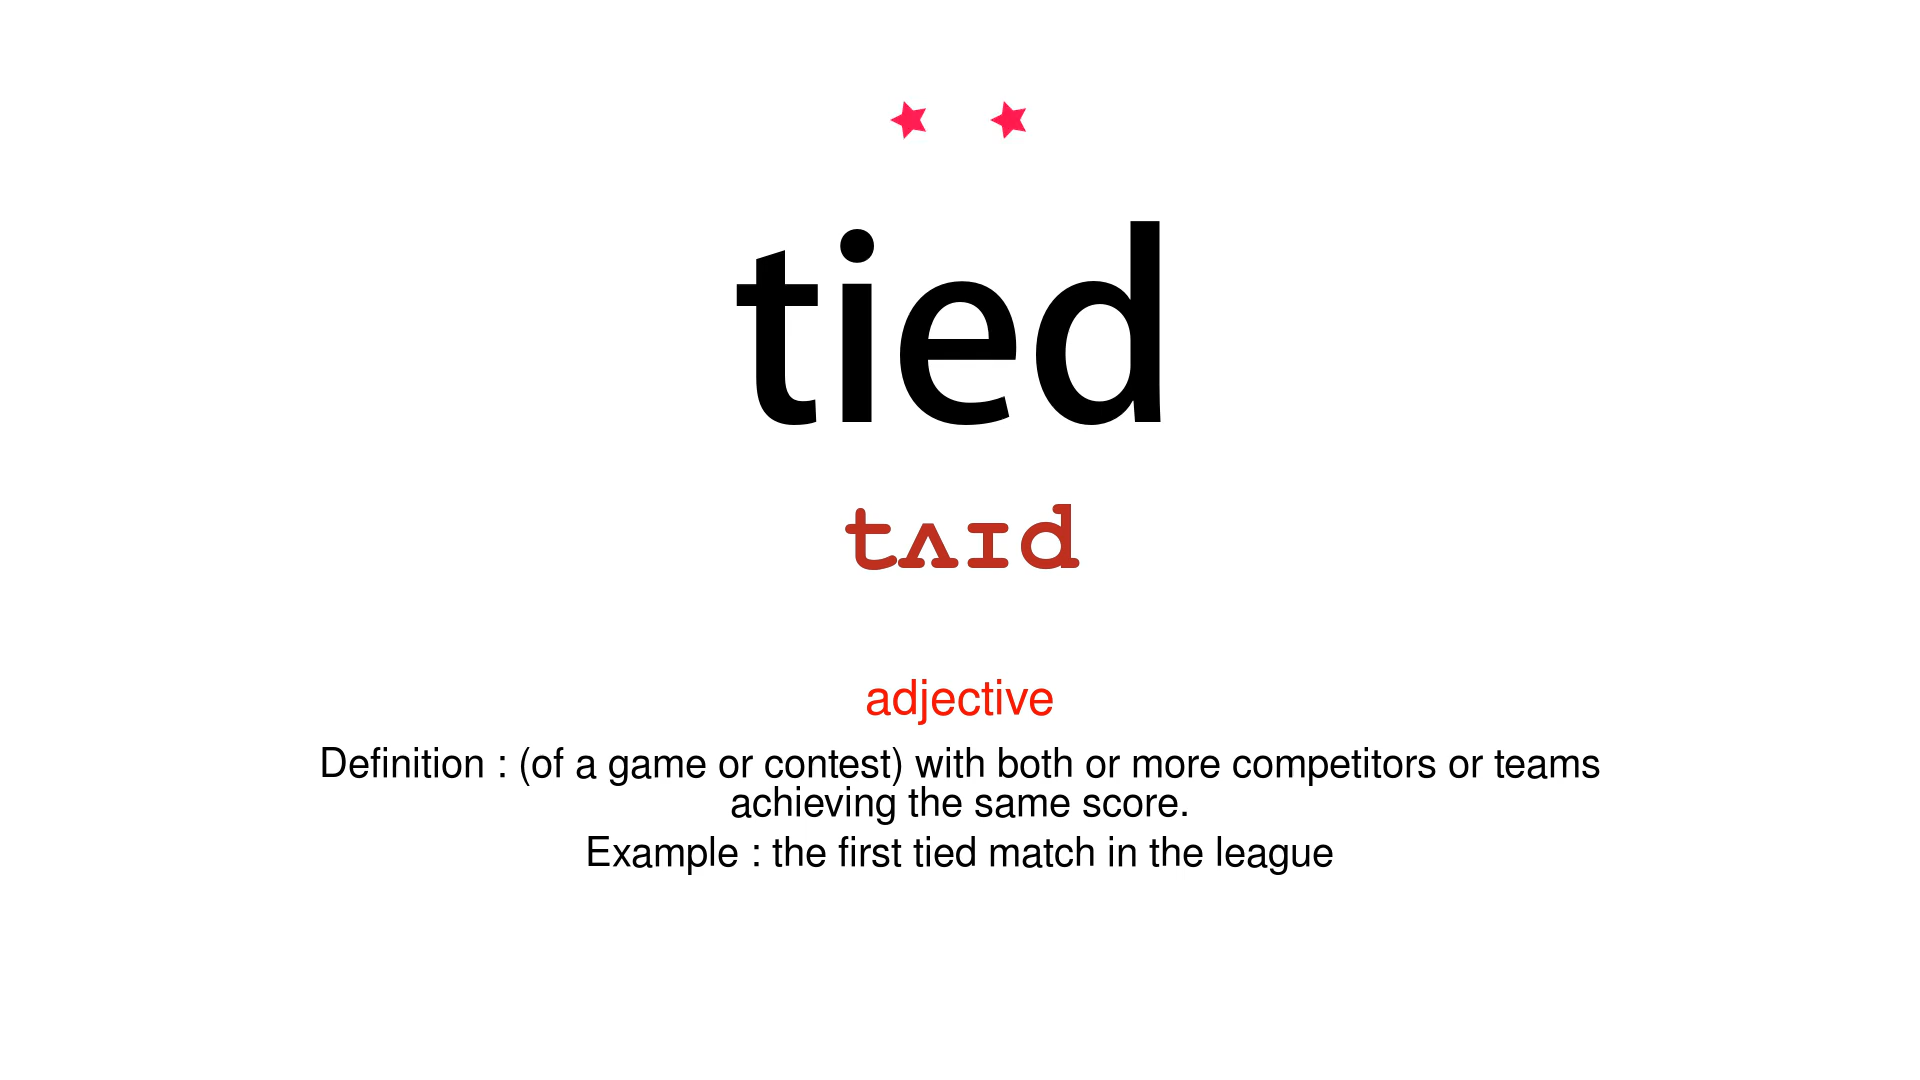 tied
tʌɪd
adjective
Definition : (of a game or contest) with both or more competitors or teams
achieving the same score.
Example : the first tied match in the league